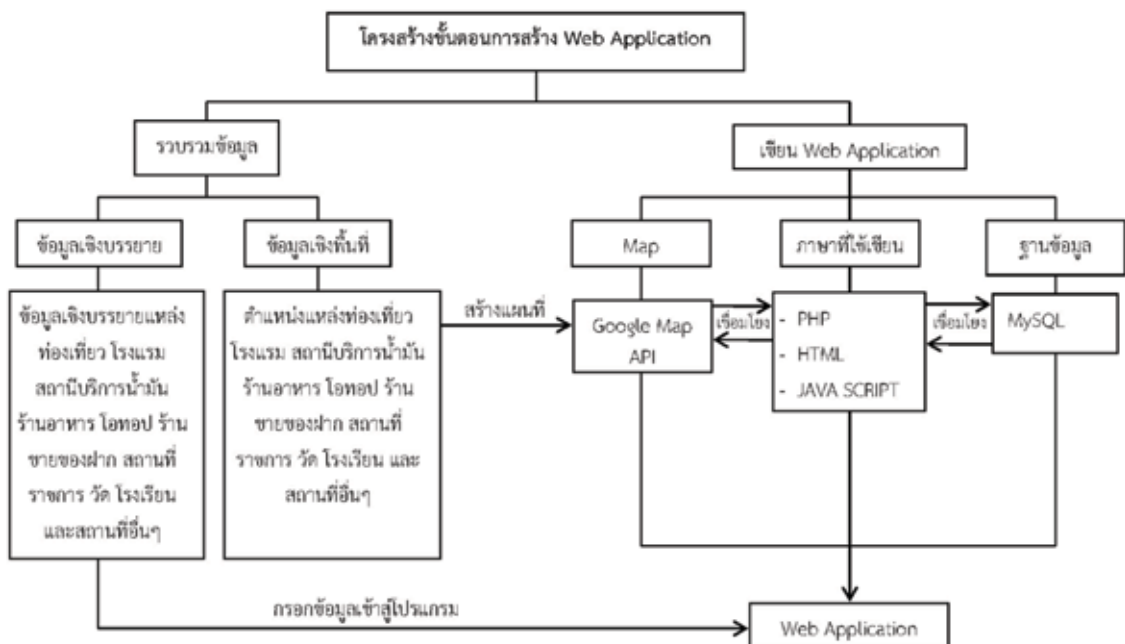 โครงสร้างขั้นตอนการสร้าง Web Application
รวบรวมข้อมูล
เขียน Web Application
ข้อมูลเชิงบรรยาย
ข้อมูลเชิงพื้นที่
Map
ภาษาที่ใช้เขียน
ฐานข้อมูล
ข้อมูลเชิงบรรยายแหล่ง
ท่องเที่ยว โรงแรม
สถานีบริการน้ำมัน
ร้านอาหาร โอทอป ร้าน
ขายของฝาก สถานที่
ราชการ วัด โรงเรียน
และสถานที่อื่นๆ
ตำแหน่งแหล่งท่องเที่ยว
โรงแรม สถานีบริการน้ำมัน
ร้านอาหาร โอทอป ร้าน
ขายของฝาก สถานที่
ราชการ วัด โรงเรียน และ
สถานที่อื่นๆ
สร้างแผนที่
Google Map
API
เชื่อมโยง
- PHP
- HTML
- JAVA SCRIPT
เชื่อมโยง
MySQL
กรอกข้อมูลเข้าสู่โปรแกรม
Web Application